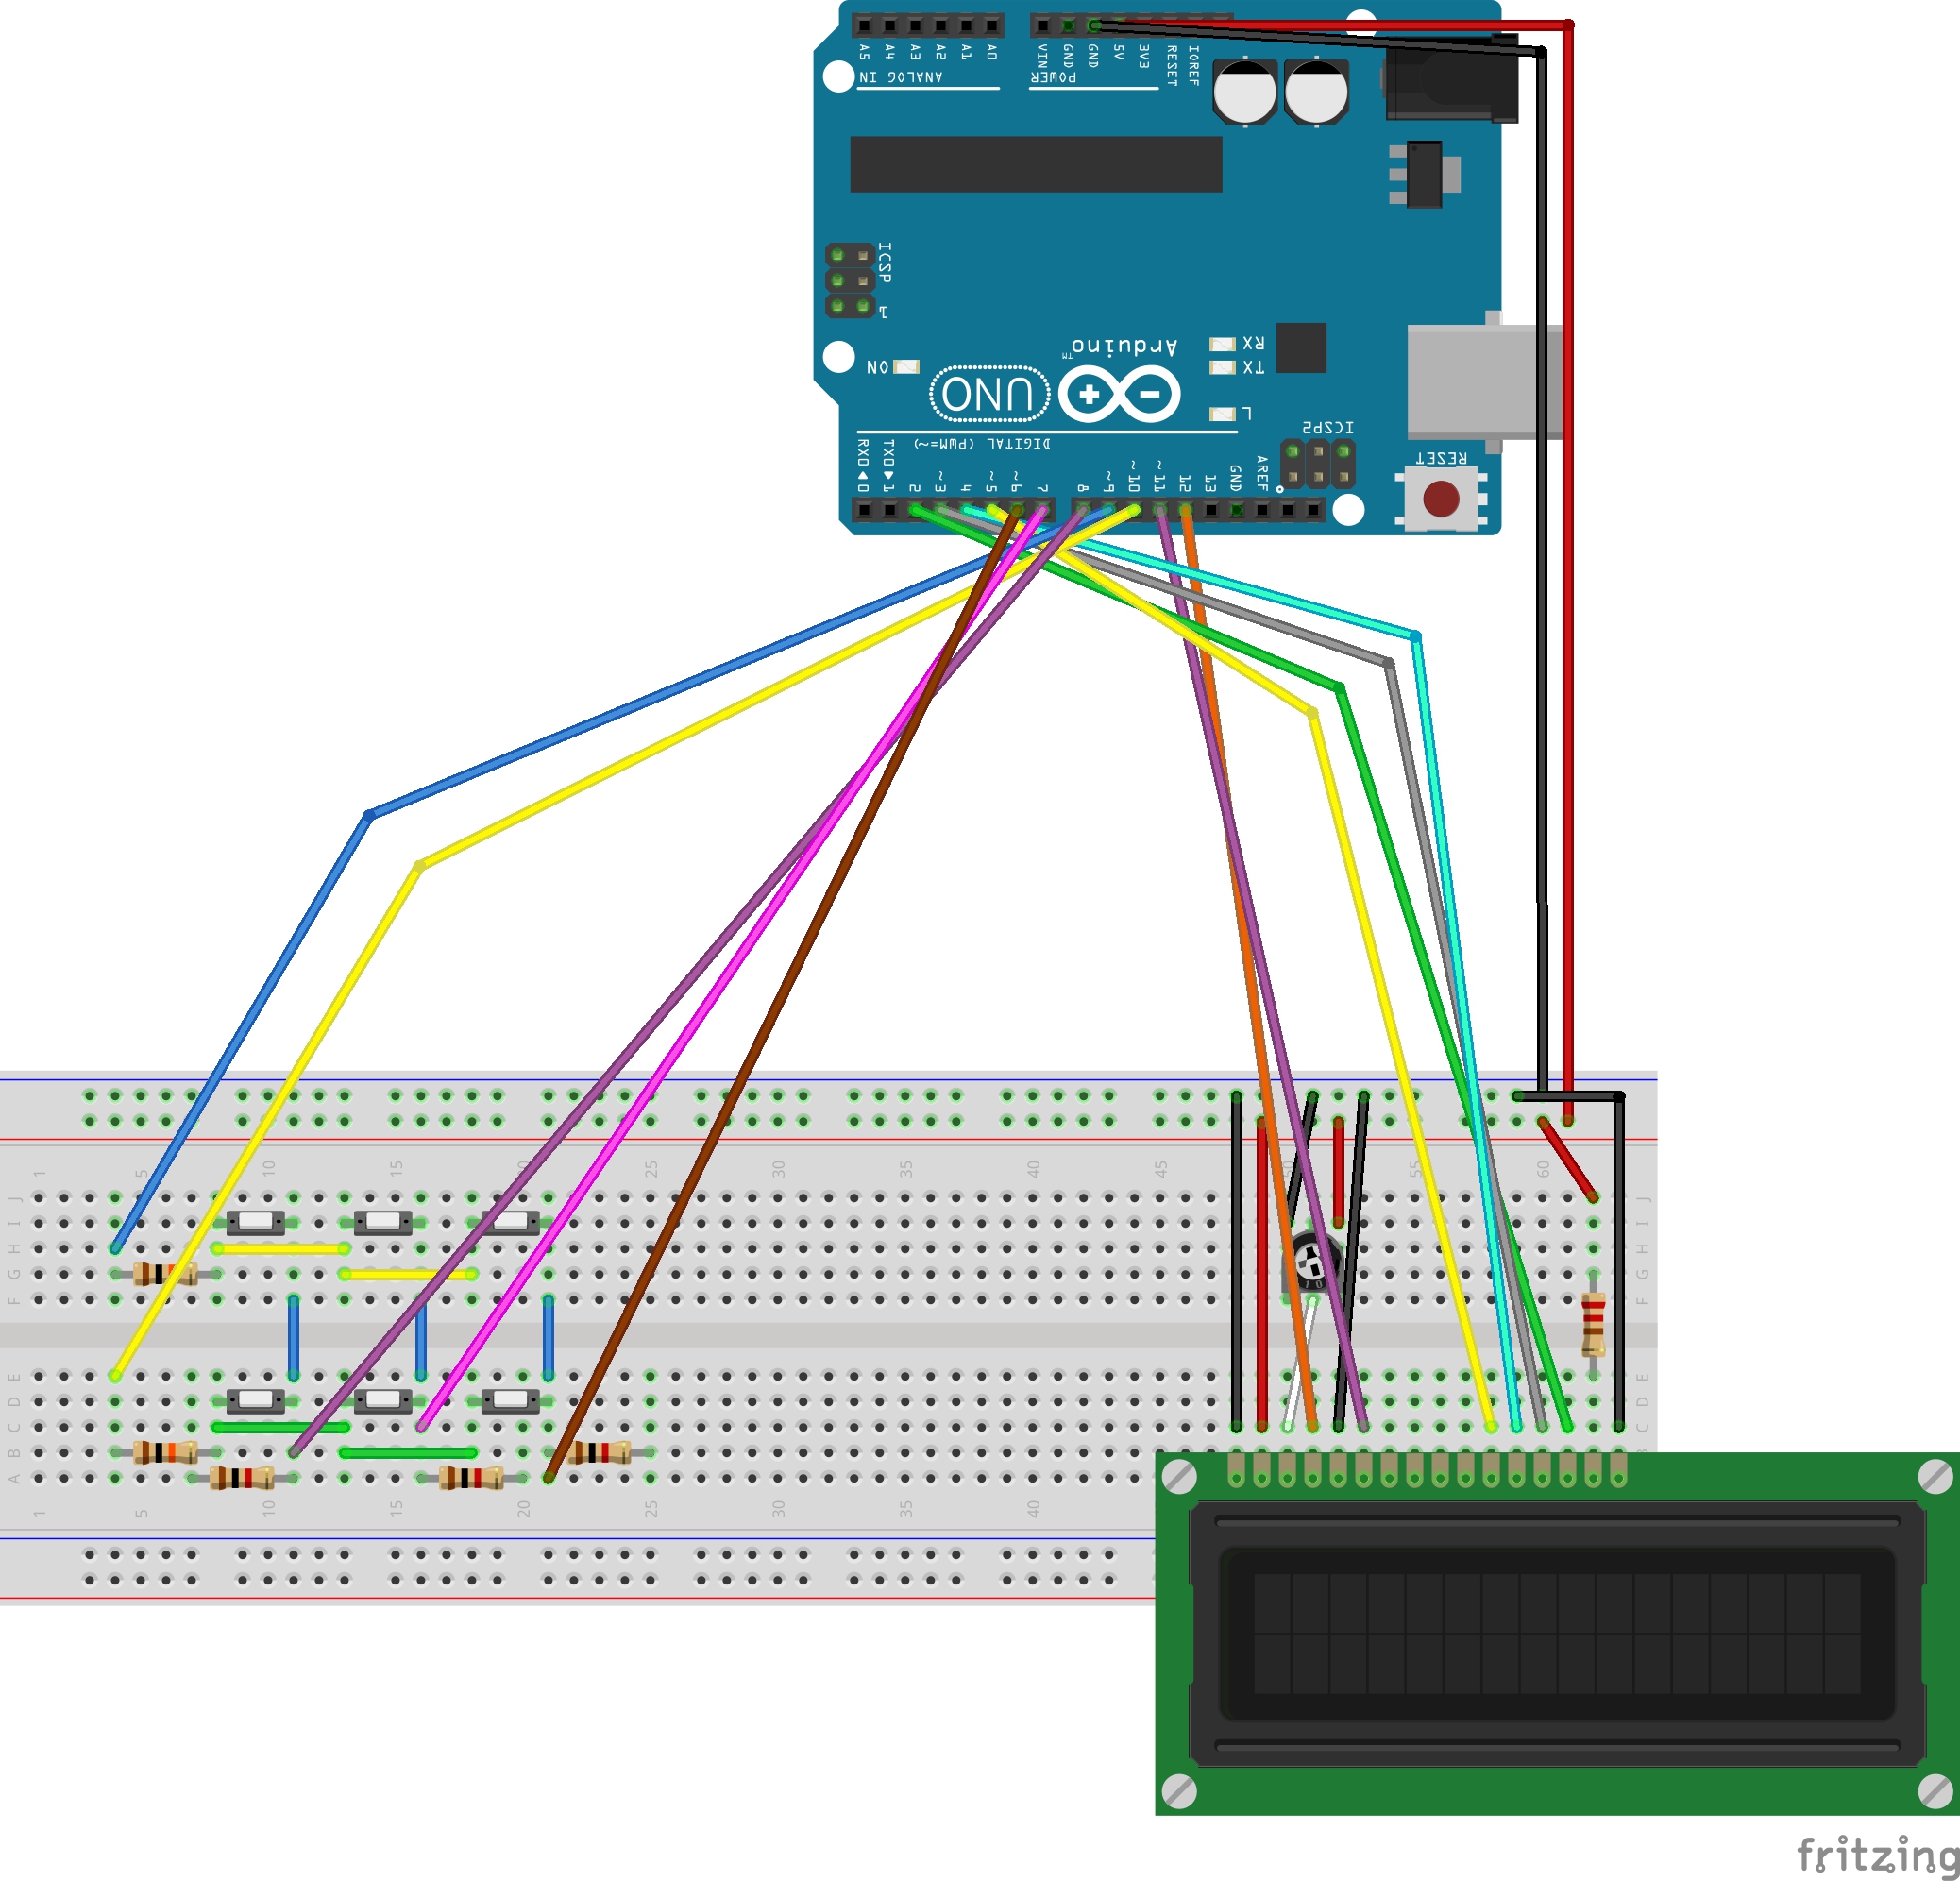 A5 A4 A3 A2 A1 A0
VIN GND GND 5V 3V3 RESET IOREF
ANALOG IN
POWER
ICSP
1
Arduino™
RX
TX
ON
UNO
L
ICSP2
RESET
DIGITAL (PWM=~)
RX0 ◀ 0
TX0 ▶ 1
2
~3
4
~5
~6
7
8
~9
~10
~11
12
13
GND
AREF
1 5 10 15 20 25 30 35 40 45 50 55 60
J J
I I
H H
G G
F F
E E
D D
C C
B B
A
1 5 10 15 20 25 30 35 40
fritzing